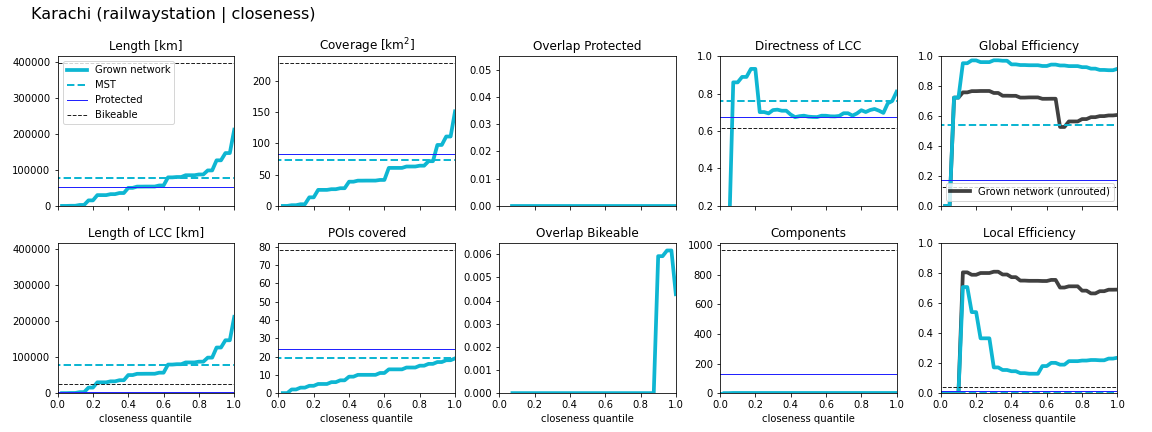 Karachi (railwaystation | closeness)
Length [km]
400000
300000
200000
100000
0
Grown network
MST
Protected
Bikeable
Coverage [km²]
200
150
100
50
0
Overlap Protected
0.05
0.04
0.03
0.02
0.01
0.00
Directness of LCC
1.0
0.8
0.6
0.4
0.2
Global Efficiency
1.0
0.8
0.6
0.4
0.2
0.0
Grown network (unrouted)
Length of LCC [km]
400000
300000
200000
100000
0
0.0 0.2 0.4 0.6 0.8 1.0
closeness quantile
POIs covered
80
70
60
50
40
30
20
10
0
0.0 0.2 0.4 0.6 0.8 1.0
closeness quantile
Overlap Bikeable
0.006
0.005
0.004
0.003
0.002
0.001
0.000
0.0 0.2 0.4 0.6 0.8 1.0
closeness quantile
Components
1000
800
600
400
200
0
0.0 0.2 0.4 0.6 0.8 1.0
closeness quantile
Local Efficiency
1.0
0.8
0.6
0.4
0.2
0.0
0.0 0.2 0.4 0.6 0.8 1.0
closeness quantile